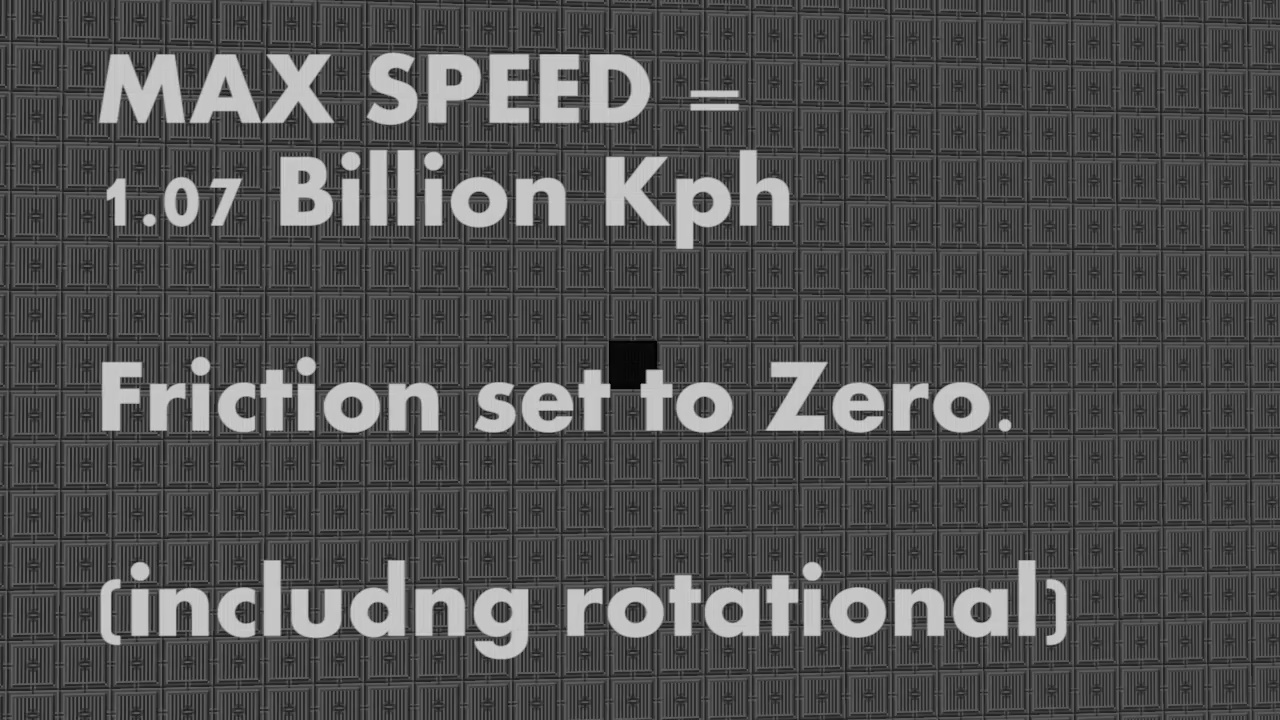 MAX SPEED =
1.07 Billion Kph
Friction set to Zero.
(includng rotational)